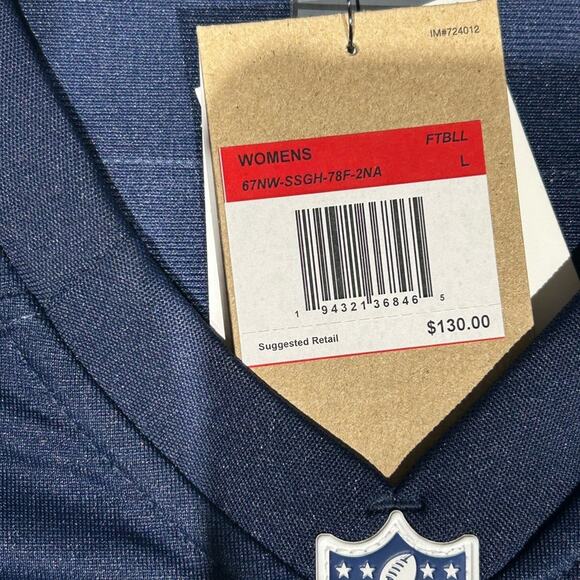 IM#724012
FTBLL
WOMENS
L
67NW-SSGH-78F-2NA
1 94321 36846 5
Suggested Retail
$130.00